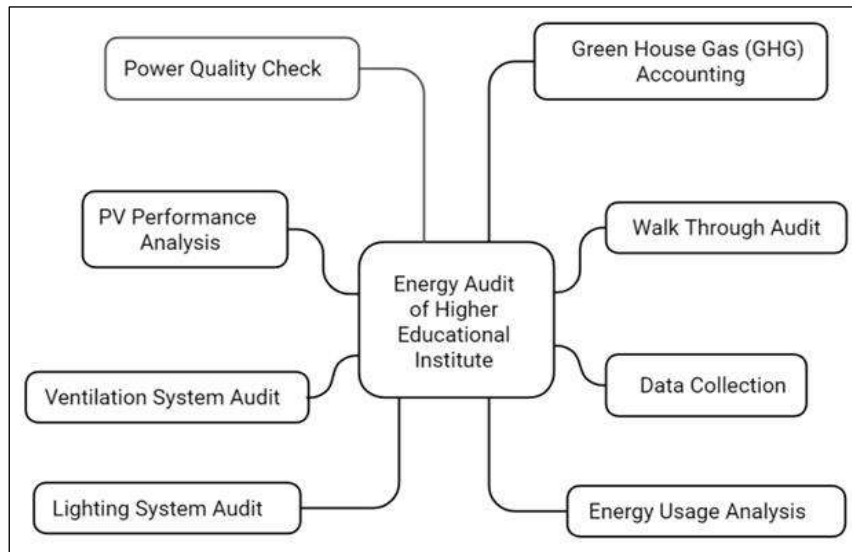 Power Quality Check
Green House Gas (GHG)
Accounting
PV Performance
Analysis
Walk Through Audit
Energy Audit
of Higher
Educational
Institute
Ventilation System Audit
Data Collection
Lighting System Audit
Energy Usage Analysis